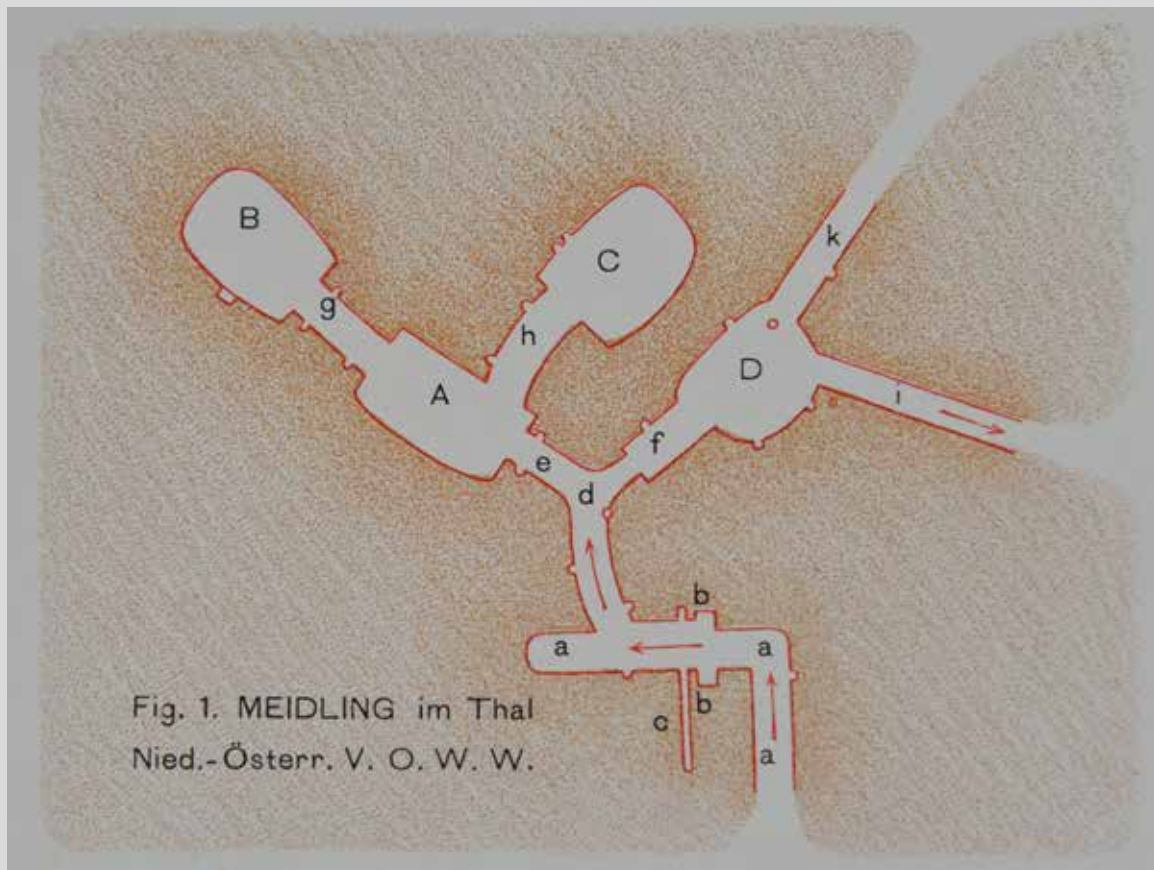 B
C
k
g
h
A
D
i
e
f
d
b
a
a
b
c
a
Fig. 1. MEIDLING im Thal
Nied.-Österr. V. O. W. W.